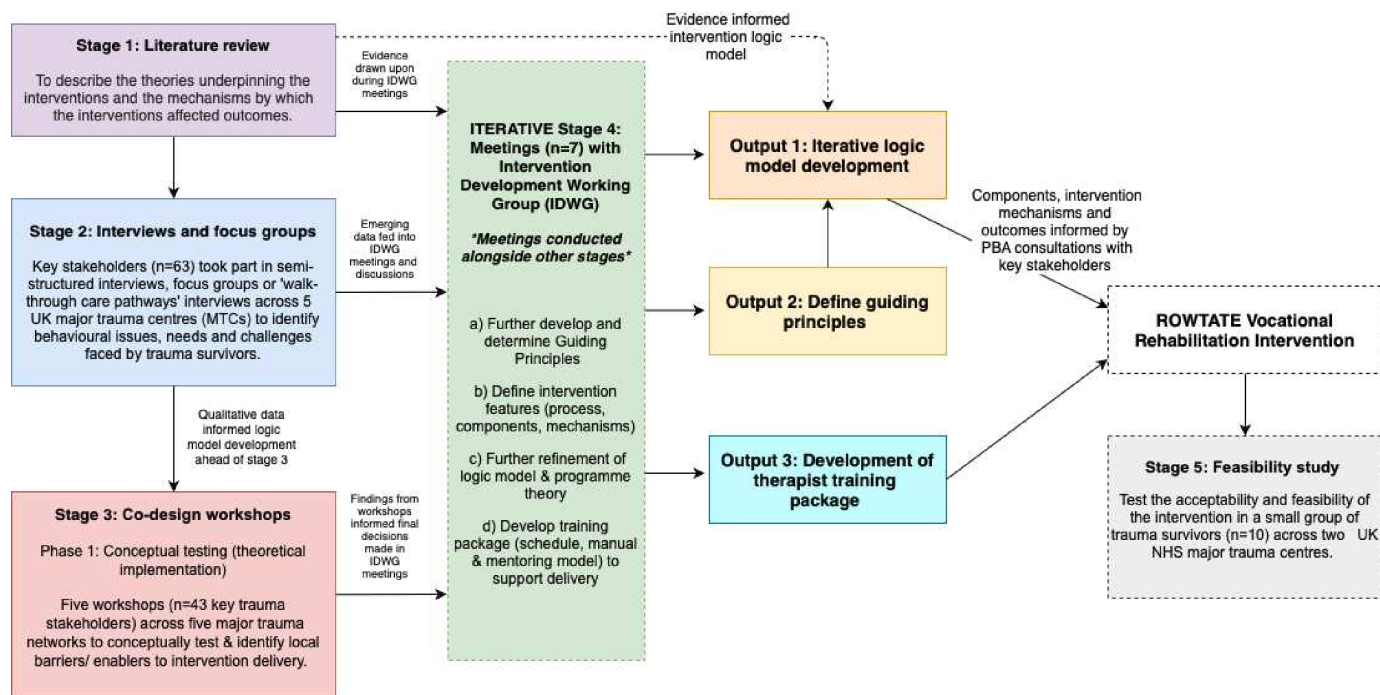 Stage 1: Literature review
To describe the theories underpinning the
interventions and the mechanisms by which
the interventions affected outcomes.
Evidence
drawn upon
during IDWG
meetings
Evidence informed
intervention logic
model
Stage 2: Interviews and focus groups
Key stakeholders (n=63) took part in semi-
structured interviews, focus groups or 'walk-
through care pathways' interviews across 5
UK major trauma centres (MTCs) to identify
behavioural issues, needs and challenges
faced by trauma survivors.
Emerging
data fed into
IDWG
meetings and
discussions
Qualitative data
informed logic
model development
ahead of stage 3
Stage 3: Co-design workshops
Phase 1: Conceptual testing (theoretical
implementation)
Five workshops (n=43 key trauma
stakeholders) across five major trauma
networks to conceptually test & identify local
barriers/ enablers to intervention delivery.
Findings from
workshops
informed final
decisions
made in
IDWG
meetings
ITERATIVE Stage 4:
Meetings (n=7) with
Intervention
Development Working
Group (IDWG)
*Meetings conducted
alongside other stages*
a) Further develop and
determine Guiding
Principles
b) Define intervention
features (process,
components, mechanisms)
c) Further refinement of
logic model & programme
theory
d) Develop training
package (schedule, manual
& mentoring model) to
support delivery
Output 1: Iterative logic
model development
Output 2: Define guiding
principles
Output 3: Development of
therapist training
package
Components, intervention
mechanisms and
outcomes informed by
PBA consultations with
key stakeholders
ROWTATE Vocational
Rehabilitation Intervention
Stage 5: Feasibility study
Test the acceptability and feasibility of
the intervention in a small group of
trauma survivors (n=10) across two UK
NHS major trauma centres.